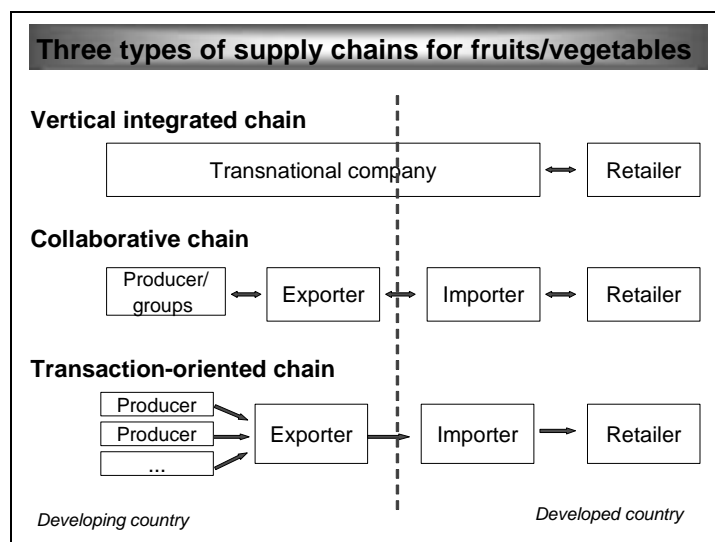 Three types of supply chains for fruits/vegetables
Vertical integrated chain
Transnational company
Retailer
Collaborative chain
Producer/
groups
Exporter
Importer
Retailer
Transaction-oriented chain
Producer
Producer
...
Exporter
Importer
Retailer
Developing country
Developed country